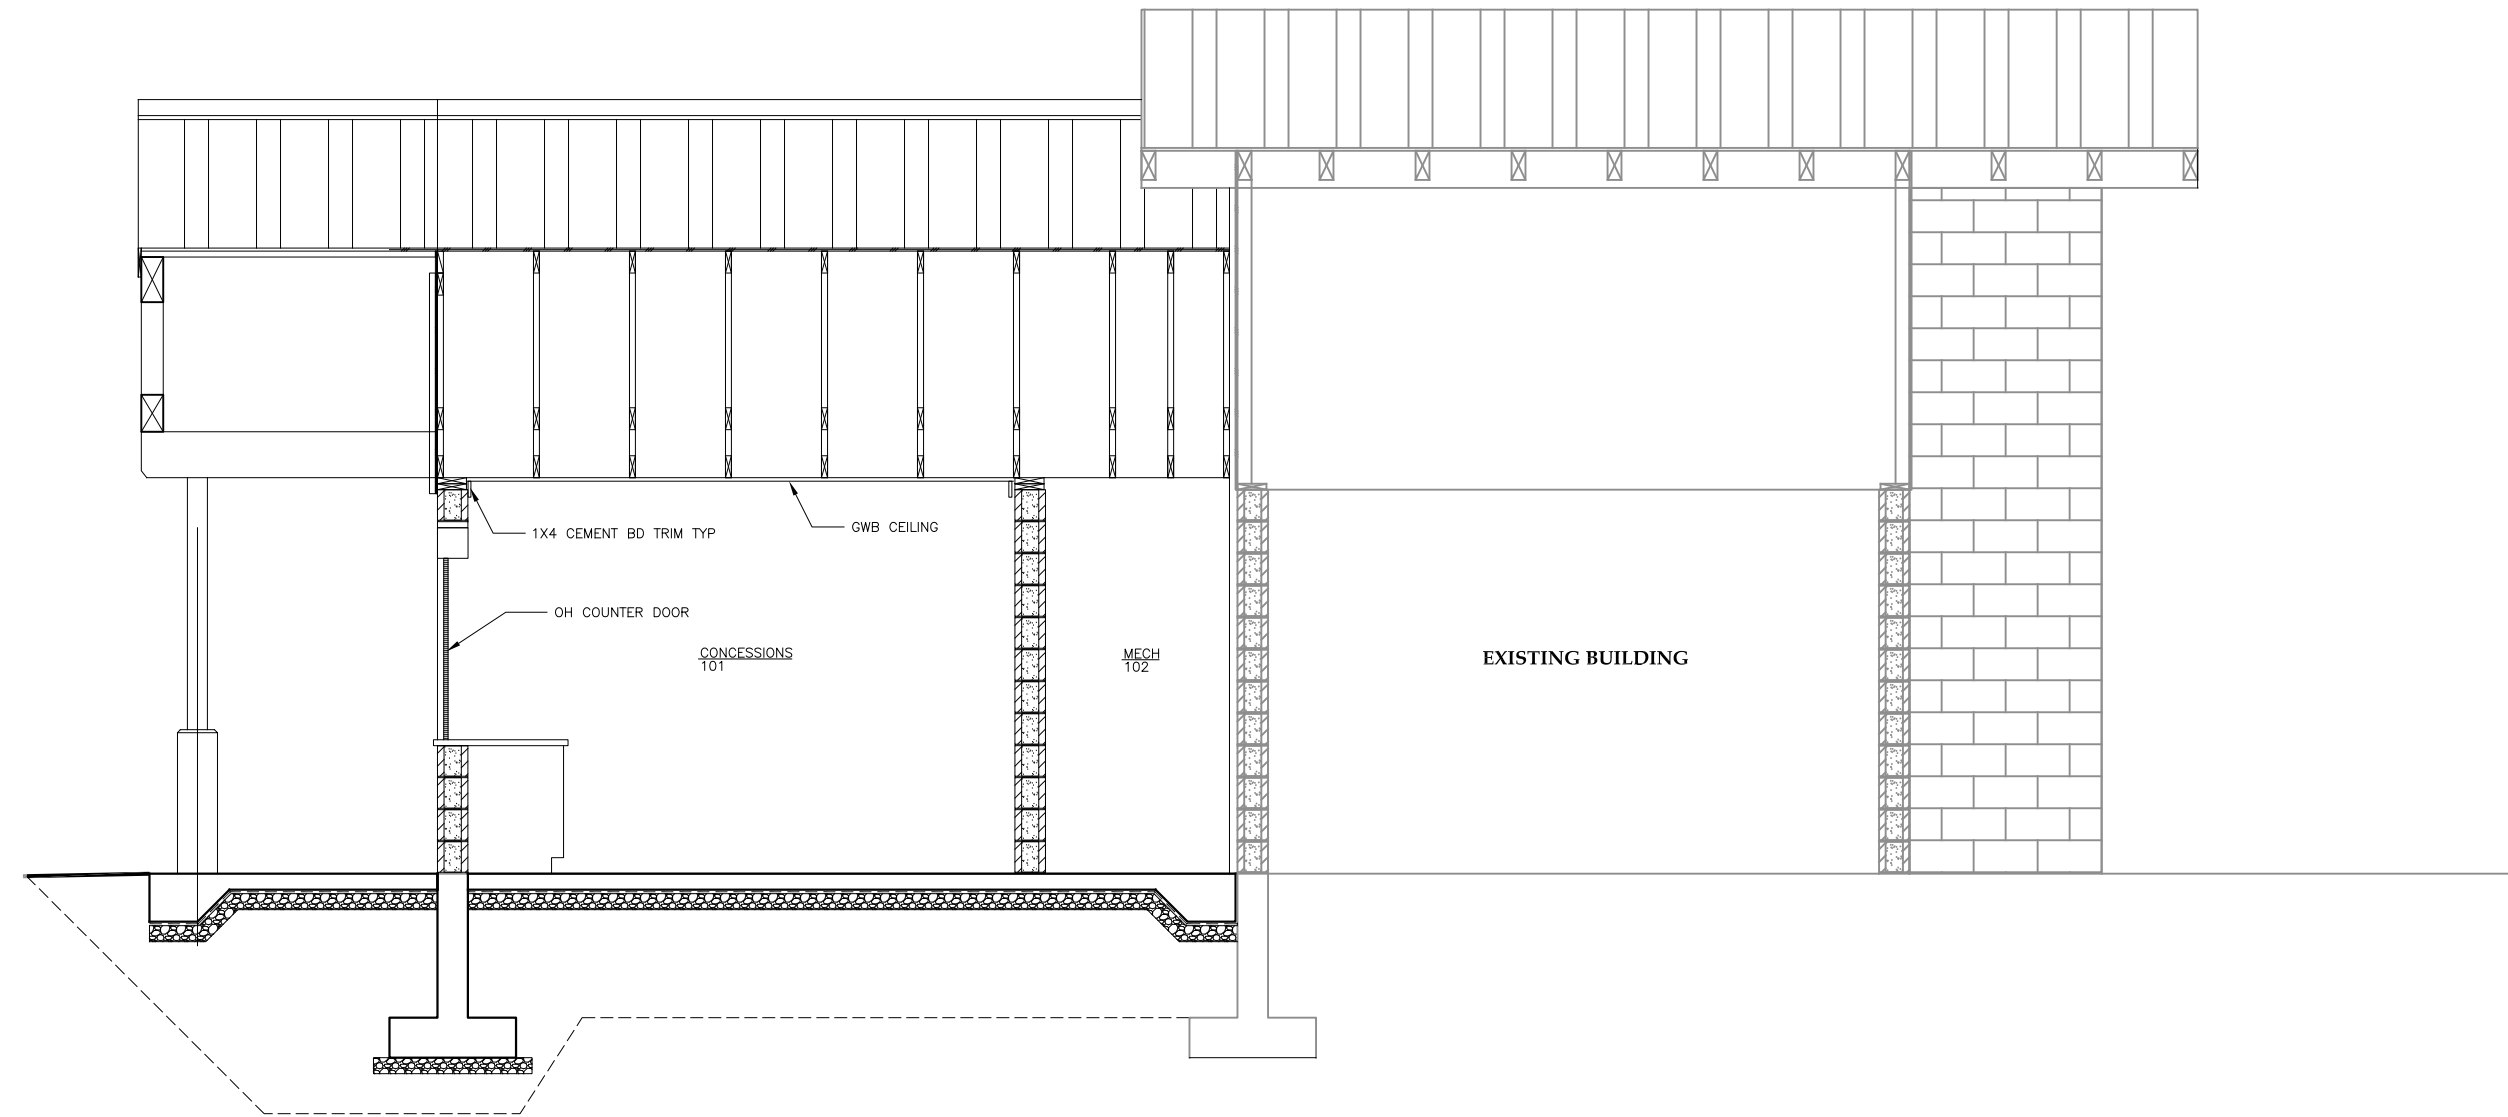 GWB CEILING
1X4 CEMENT BD TRIM TYP
OH COUNTER DOOR
CONCESSIONS
101
MECH
102
EXISTING BUILDING